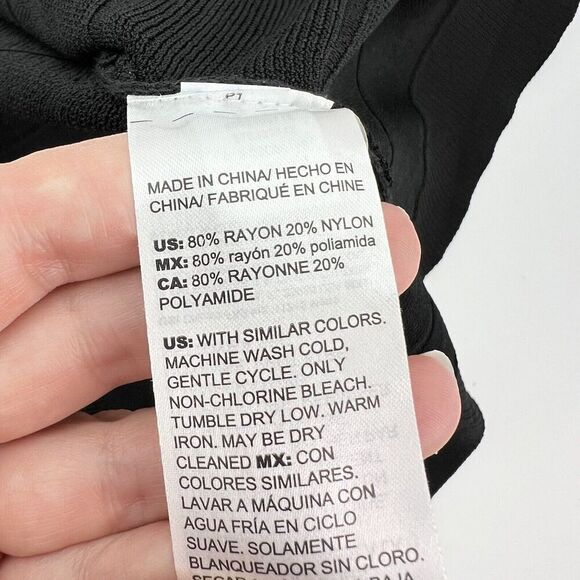 P1
MADE IN CHINA/ HECHO EN
CHINA/ FABRIQUÉ EN CHINE
US: 80% RAYON 20% NYLON
MX: 80% rayón 20% poliamida
CA: 80% RAYONNE 20%
POLYAMIDE
US: WITH SIMILAR COLORS.
MACHINE WASH COLD,
GENTLE CYCLE. ONLY
NON-CHLORINE BLEACH.
TUMBLE DRY LOW. WARM
IRON. MAY BE DRY
CLEANED MX: CON
COLORES SIMILARES.
LAVAR A MÁQUINA CON
AGUA FRÍA EN CICLO
SUAVE. SOLAMENTE
BLANQUEADOR SIN CLORO.